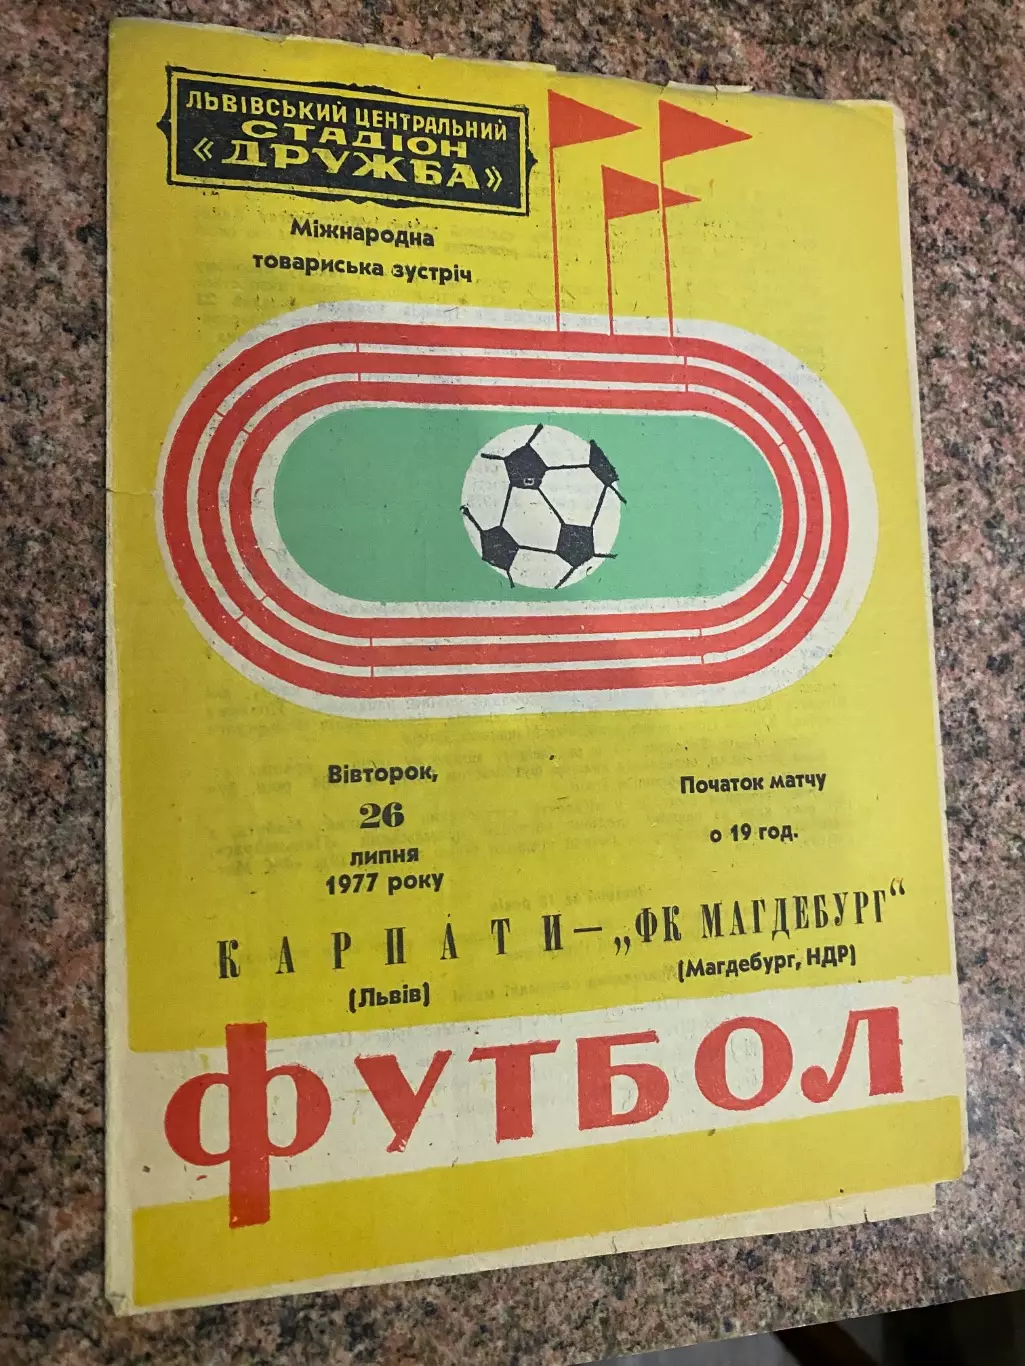 ЛЬВІВСЬКИЙ ЦЕНТРАЛЬНИЙ
СТАДІОН
«ДРУЖБА»
Міжнародна
товариська зустріч
Вівторок,
26
липня
1977 року
Початок матчу
о 19 год.
КАРПАТИ — „ФК МАГДЕБУРГ“
(Львів)
(Магдебург, НДР)
ФУТБОЛ